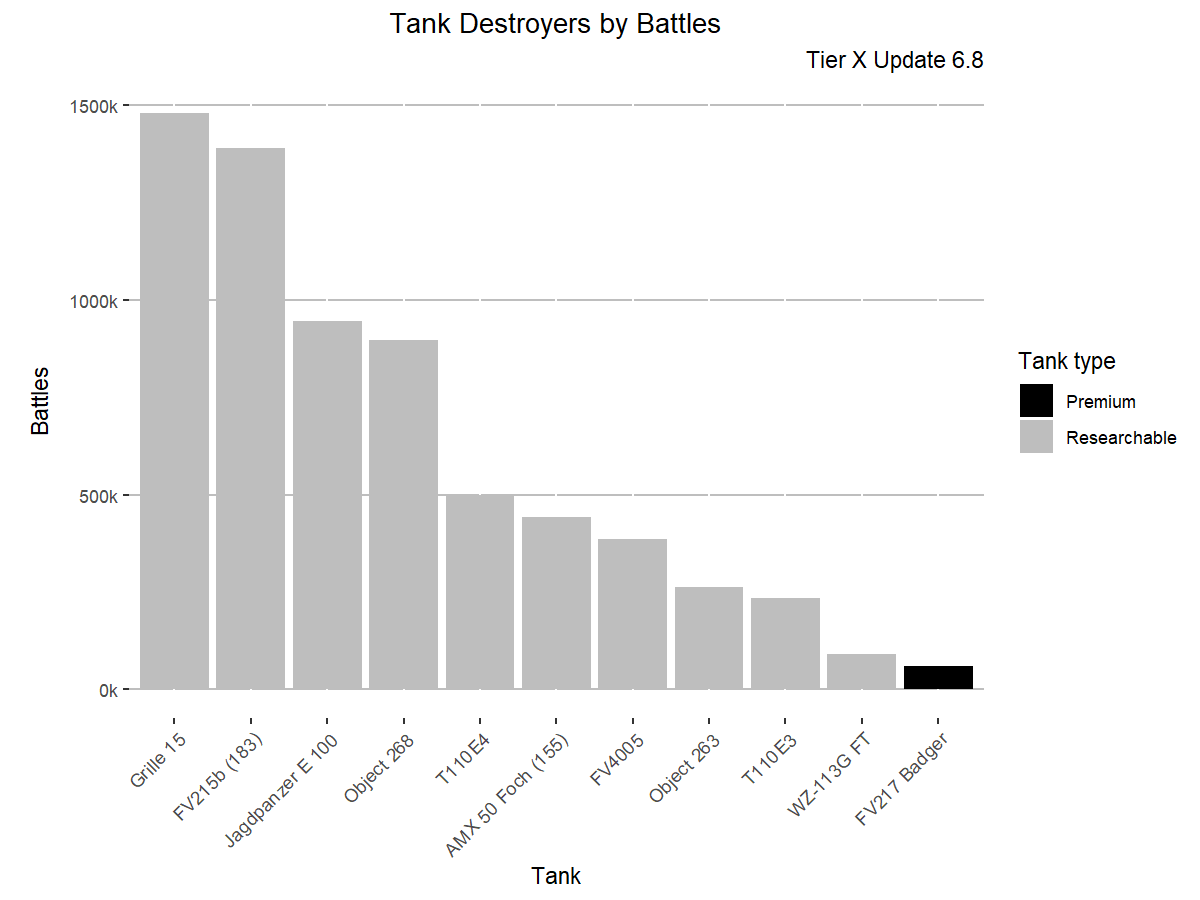 Tank Destroyers by Battles
Tier X Update 6.8
1500k
1000k
500k
0k
Battles
Grille 15
FV215b (183)
Jagdpanzer E 100
Object 268
T110E4
AMX 50 Foch (155)
FV4005
Object 263
T110E3
WZ-113G FT
FV217 Badger
Tank
Tank type
Premium
Researchable